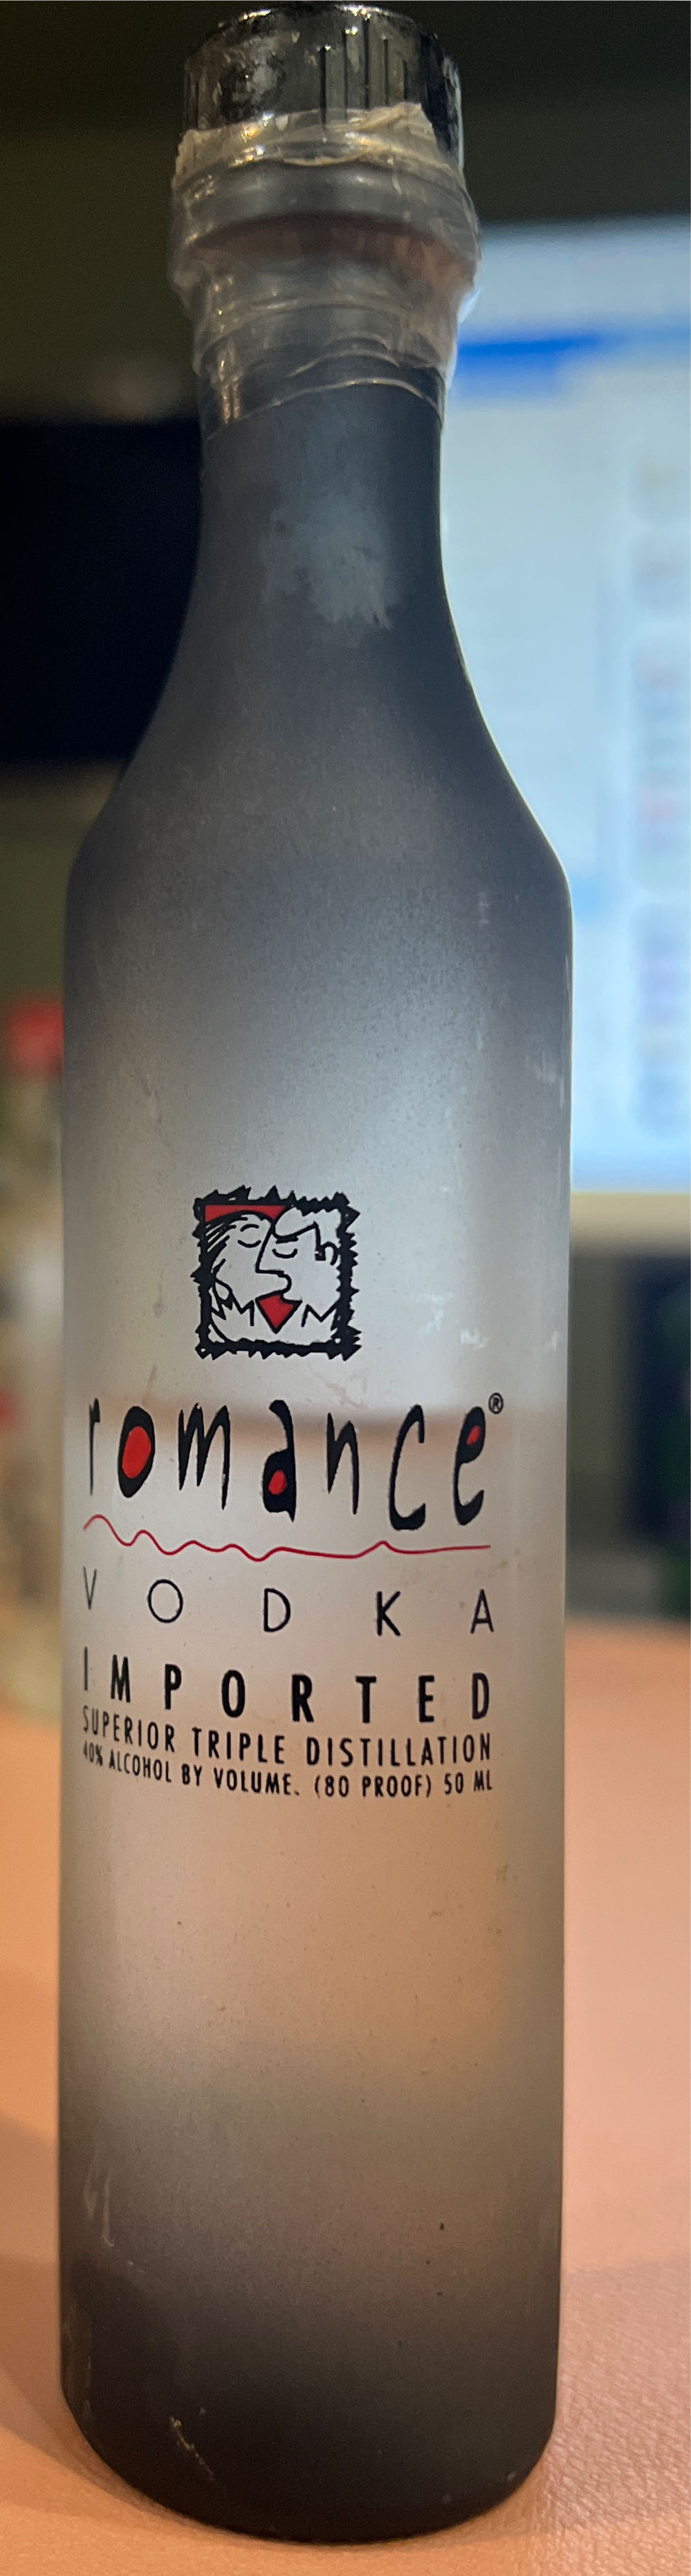 romance®
VODKA
IMPORTED
SUPERIOR TRIPLE DISTILLATION
40% ALCOHOL BY VOLUME. (80 PROOF) 50 ML